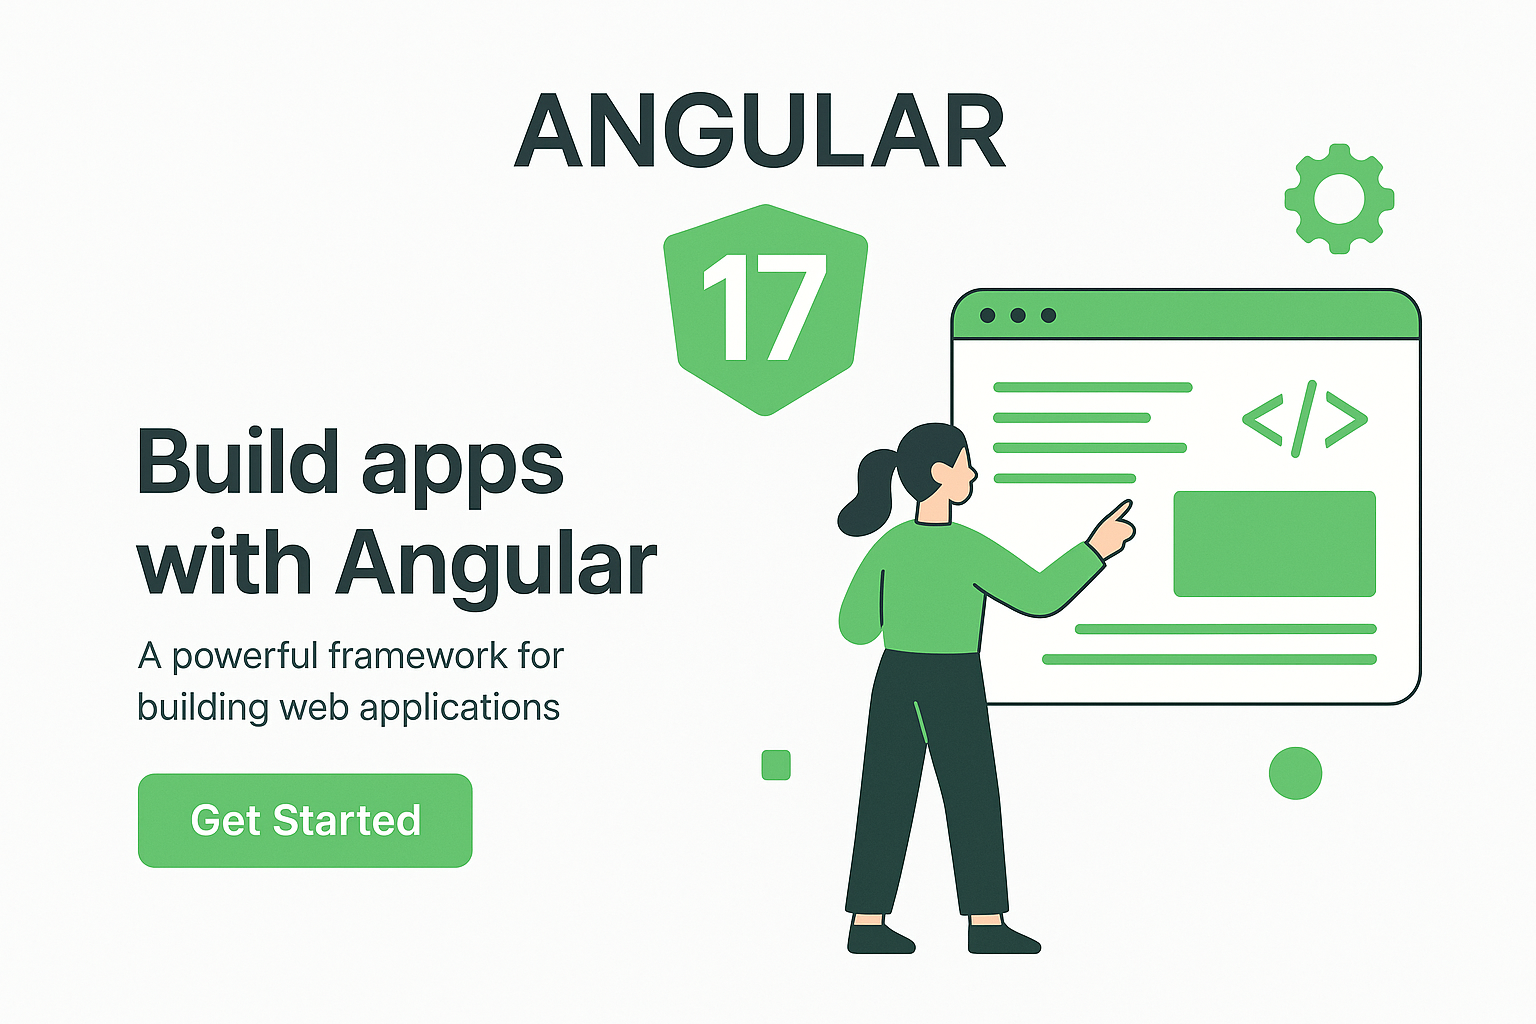 ANGULAR
17
Build apps
with Angular
A powerful framework for
building web applications
Get Started
</>